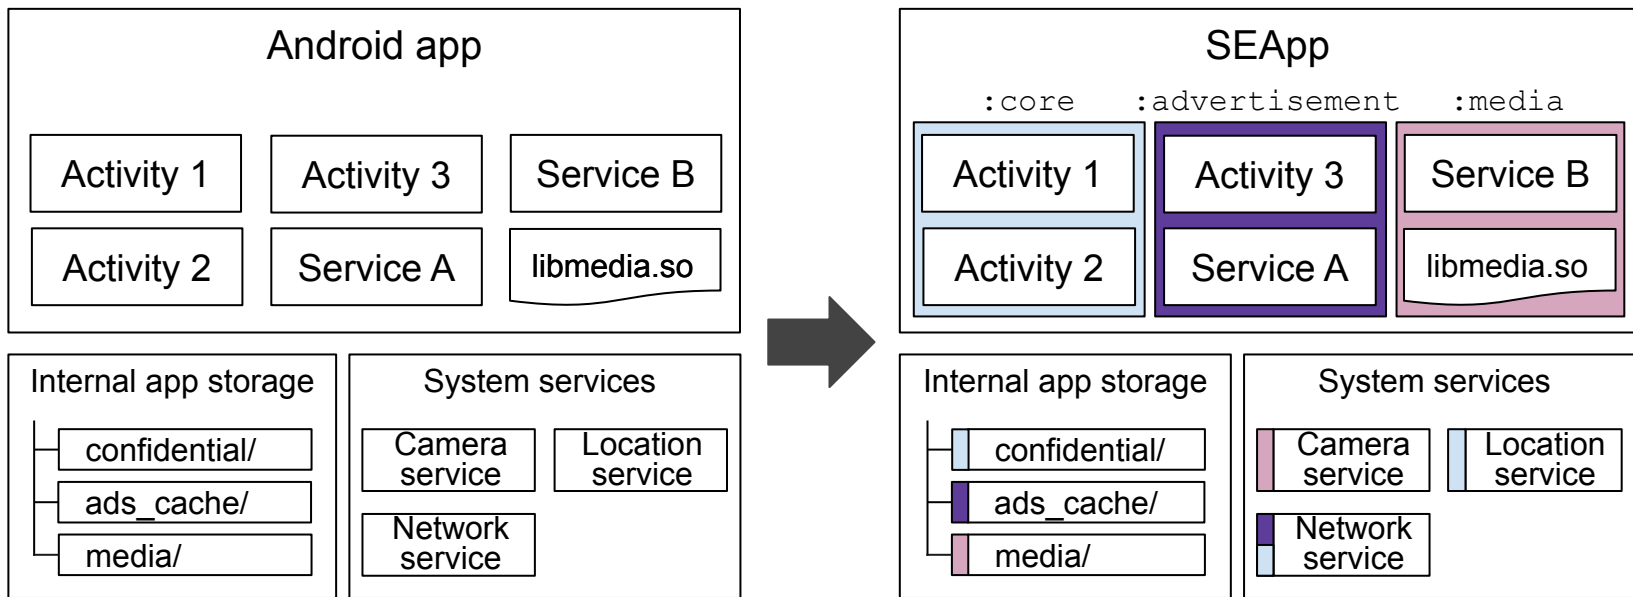 Android app
Activity 1
Activity 3
Service B
Activity 2
Service A
libmedia.so
Internal app storage
confidential/
ads_cache/
media/
System services
Camera
service
Location
service
Network
service
SEApp
:core
:advertisement
:media
Activity 1
Activity 3
Service B
Activity 2
Service A
libmedia.so
Internal app storage
confidential/
ads_cache/
media/
System services
Camera
service
Location
service
Network
service